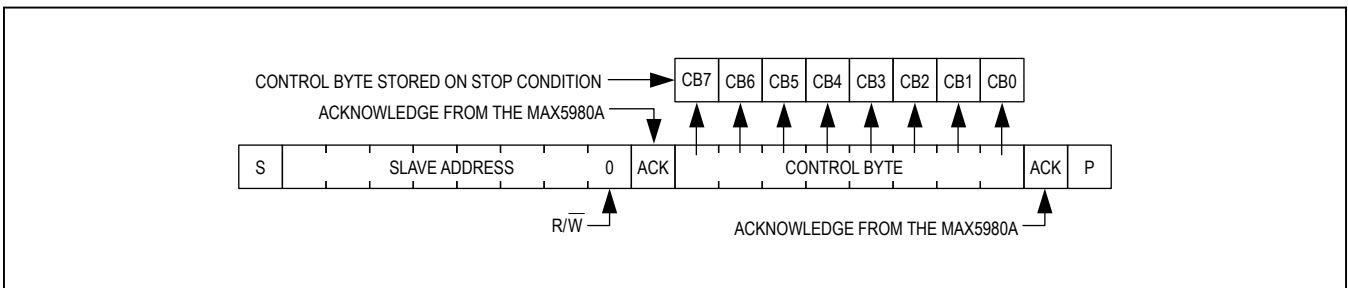 CONTROL BYTE STORED ON STOP CONDITION CB7 CB6 CB5 CB4 CB3 CB2 CB1 CB0
ACKNOWLEDGE FROM THE MAX5980A
S SLAVE ADDRESS 0 ACK CONTROL BYTE ACK P
R/W̅ ACKNOWLEDGE FROM THE MAX5980A